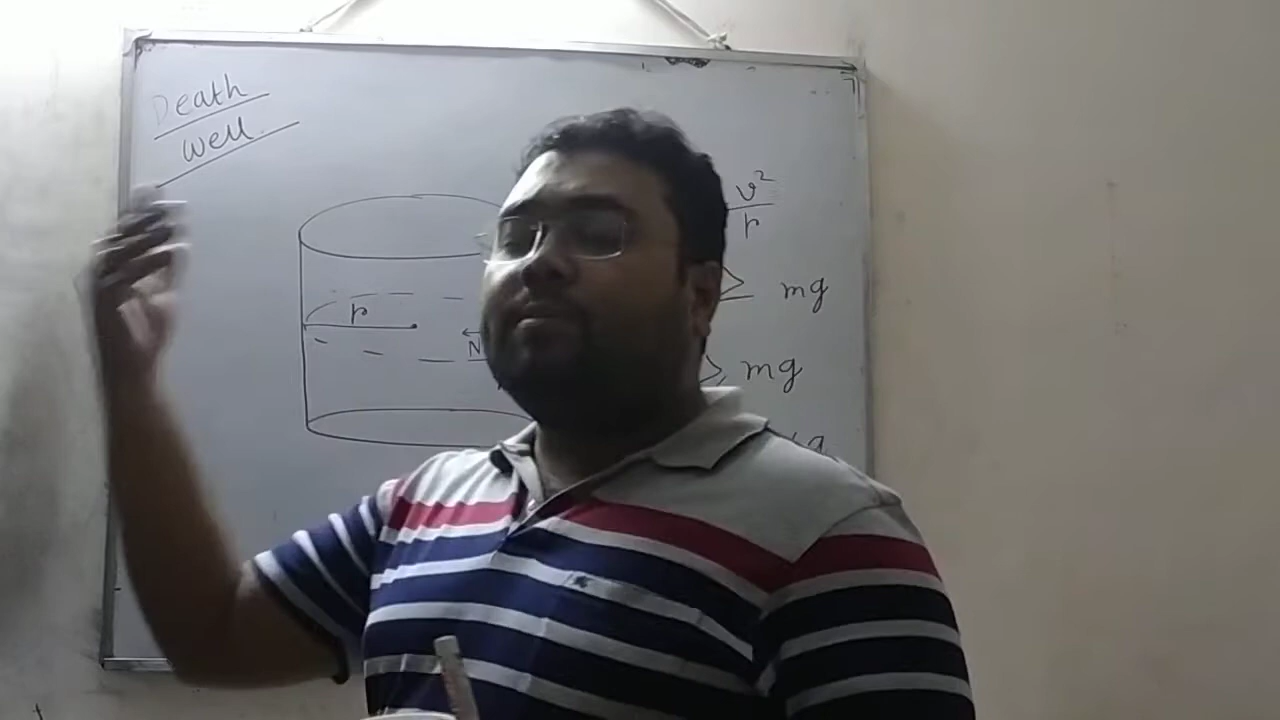 Death
well
v²
r
≥ mg
r
N
≥ mg